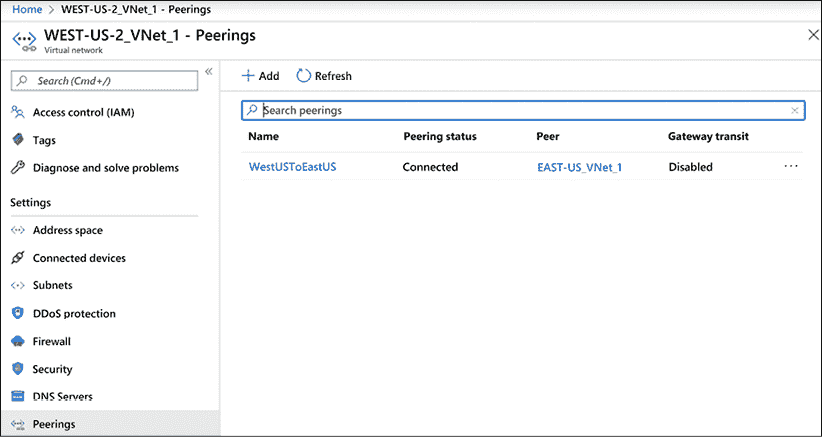 Home > WEST-US-2_VNet_1 - Peerings
WEST-US-2_VNet_1 - Peerings
Virtual network
Search (Cmd+/)
Access control (IAM)
Tags
Diagnose and solve problems
Settings
Address space
Connected devices
Subnets
DDoS protection
Firewall
Security
DNS Servers
Peerings
+ Add Refresh
Search peerings
Name Peering status Peer Gateway transit
WestUSToEastUS Connected EAST-US_VNet_1 Disabled